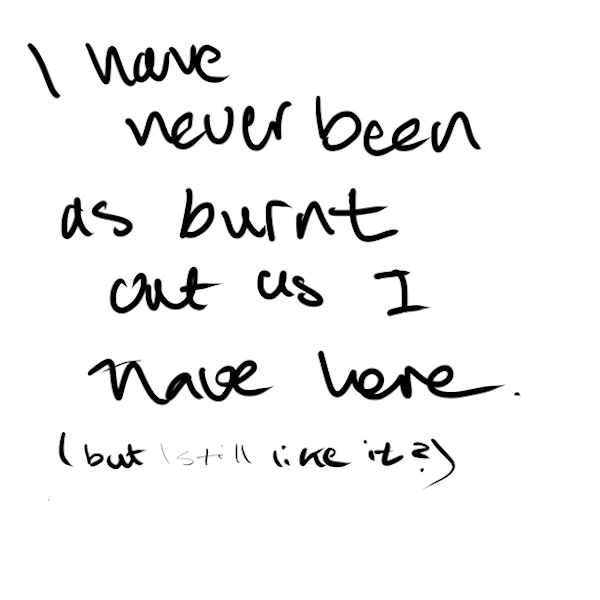 I have
never been
as burnt
out as I
have here.
(but I still like it?)